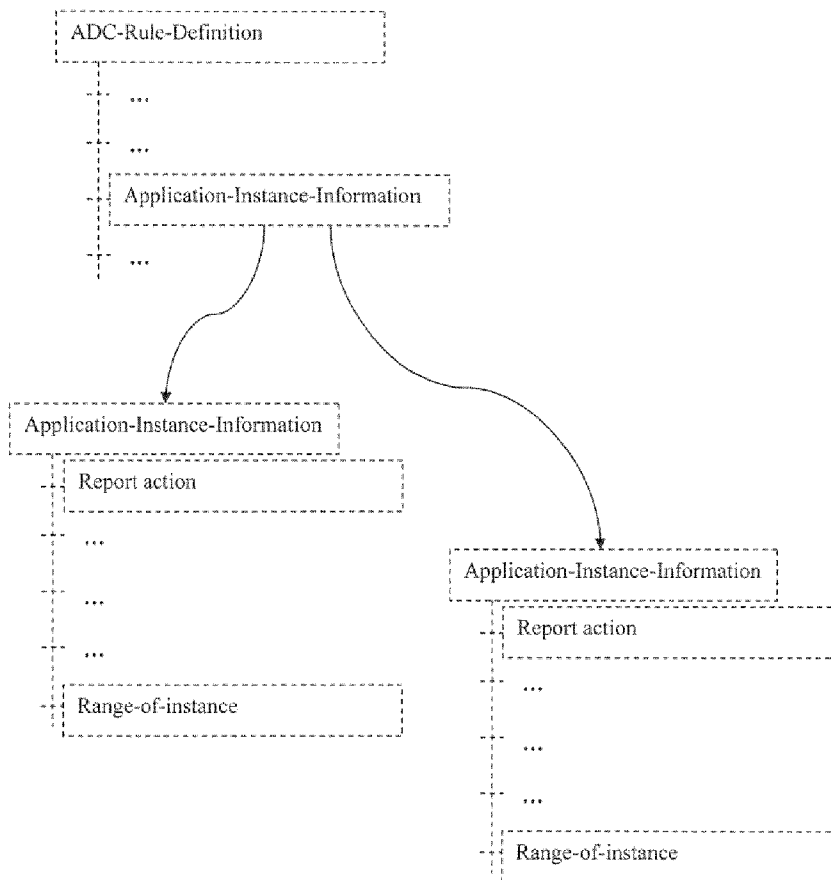 ADC-Rule-Definition
...
...
Application-Instance-Information
...
Application-Instance-Information
Report action
...
...
...
Range-of-instance
Application-Instance-Information
Report action
...
...
...
Range-of-instance